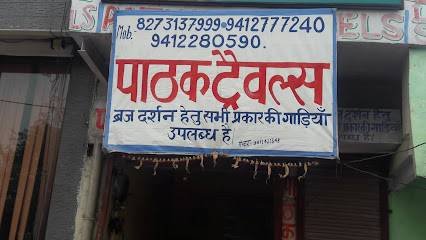 Mob. 8273137999 9412777240
9412280590.
पाठक ट्रैवल्स
ब्रज दर्शन हेतु सभी प्रकार की गाड़ियाँ
उपलब्ध है।